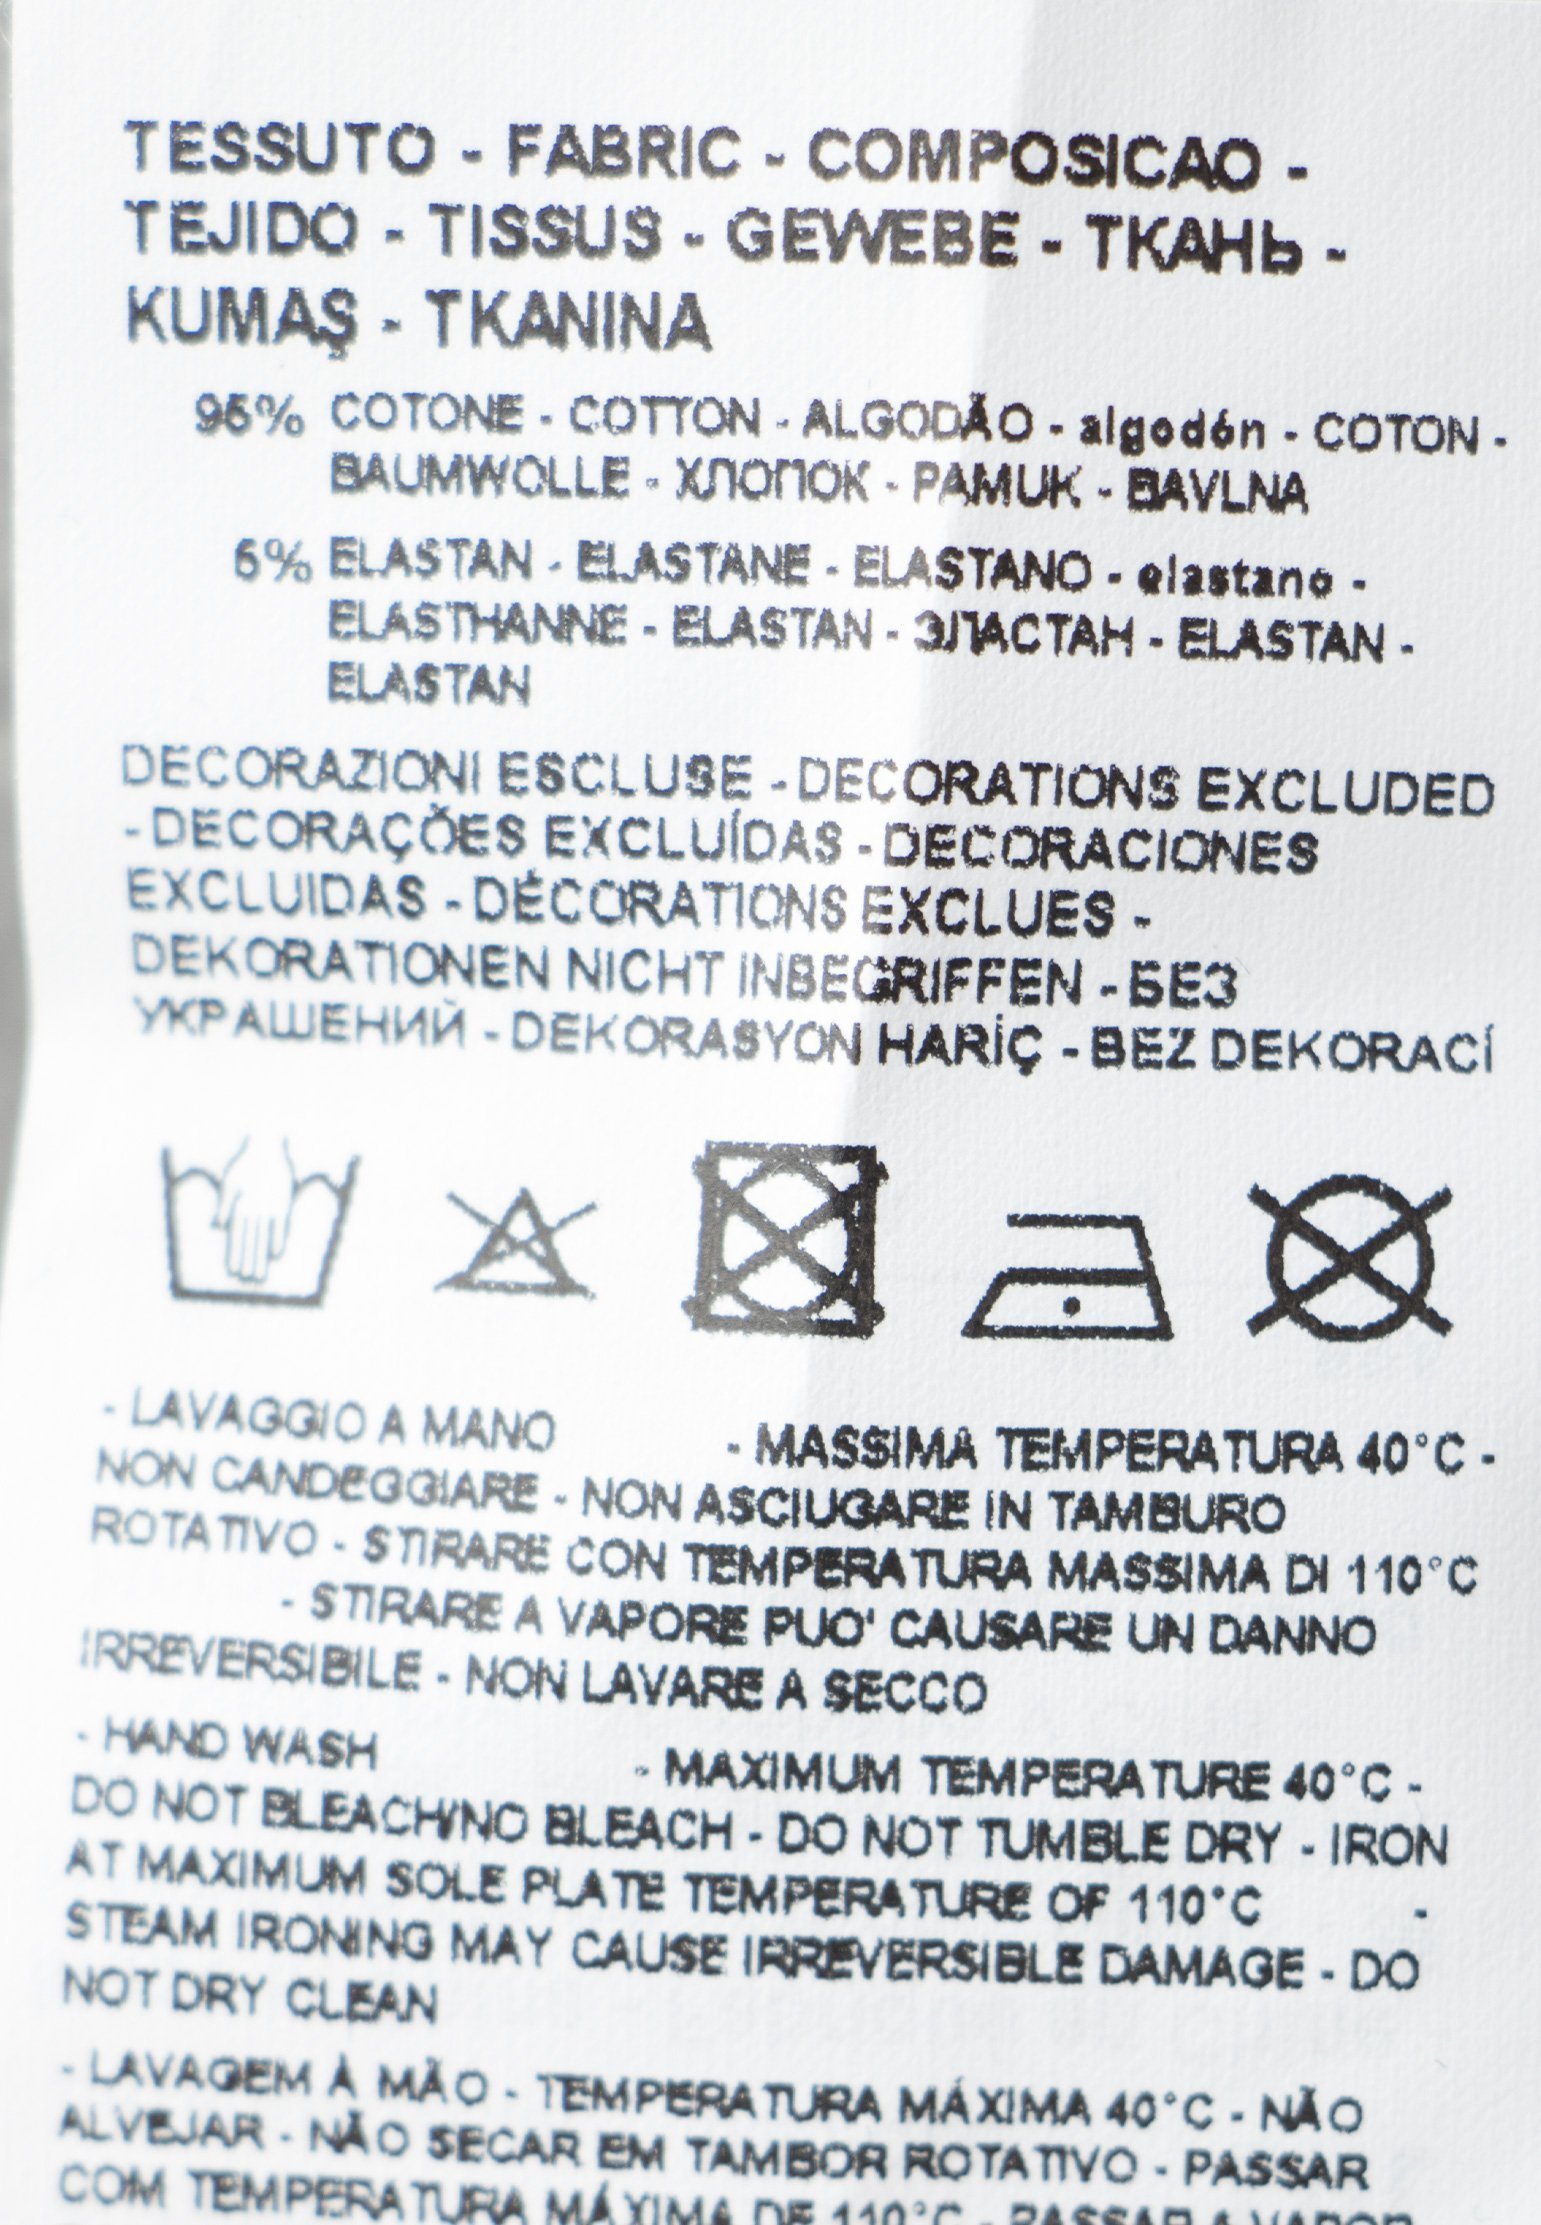 TESSUTO - FABRIC - COMPOSICAO -
TEJIDO - TISSUS - GEWEBE - ТКАНЬ -
KUMAŞ - TKANINA
95% COTONE - COTTON - ALGODÃO - algodón - COTON -
BAUMWOLLE - ХЛОПОК - PAMUK - BAVLNA
5% ELASTAN - ELASTANE - ELASTANO - elastano -
ELASTHANNE - ELASTAN - ЭЛАСТАН - ELASTAN -
ELASTAN
DECORAZIONI ESCLUSE - DECORATIONS EXCLUDED
- DECORAÇÕES EXCLUÍDAS - DECORACIONES
EXCLUIDAS - DÉCORATIONS EXCLUES -
DEKORATIONEN NICHT INBEGRIFFEN - БЕЗ
УКРАШЕНИЙ - DEKORASYON HARİÇ - BEZ DEKORACÍ
- LAVAGGIO A MANO - MASSIMA TEMPERATURA 40°C -
NON CANDEGGIARE - NON ASCIUGARE IN TAMBURO
ROTATIVO - STIRARE CON TEMPERATURA MASSIMA DI 110°C
- STIRARE A VAPORE PUO' CAUSARE UN DANNO
IRREVERSIBILE - NON LAVARE A SECCO
- HAND WASH - MAXIMUM TEMPERATURE 40°C -
DO NOT BLEACH/NO BLEACH - DO NOT TUMBLE DRY - IRON
AT MAXIMUM SOLE PLATE TEMPERATURE OF 110°C -
STEAM IRONING MAY CAUSE IRREVERSIBLE DAMAGE - DO
NOT DRY CLEAN
- LAVAGEM À MÃO - TEMPERATURA MÁXIMA 40°C - NÃO
ALVEJAR - NÃO SECAR EM TAMBOR ROTATIVO - PASSAR
COM TEMPERATURA MÁXIMA DE 110°C - PASSAR A VAPOR